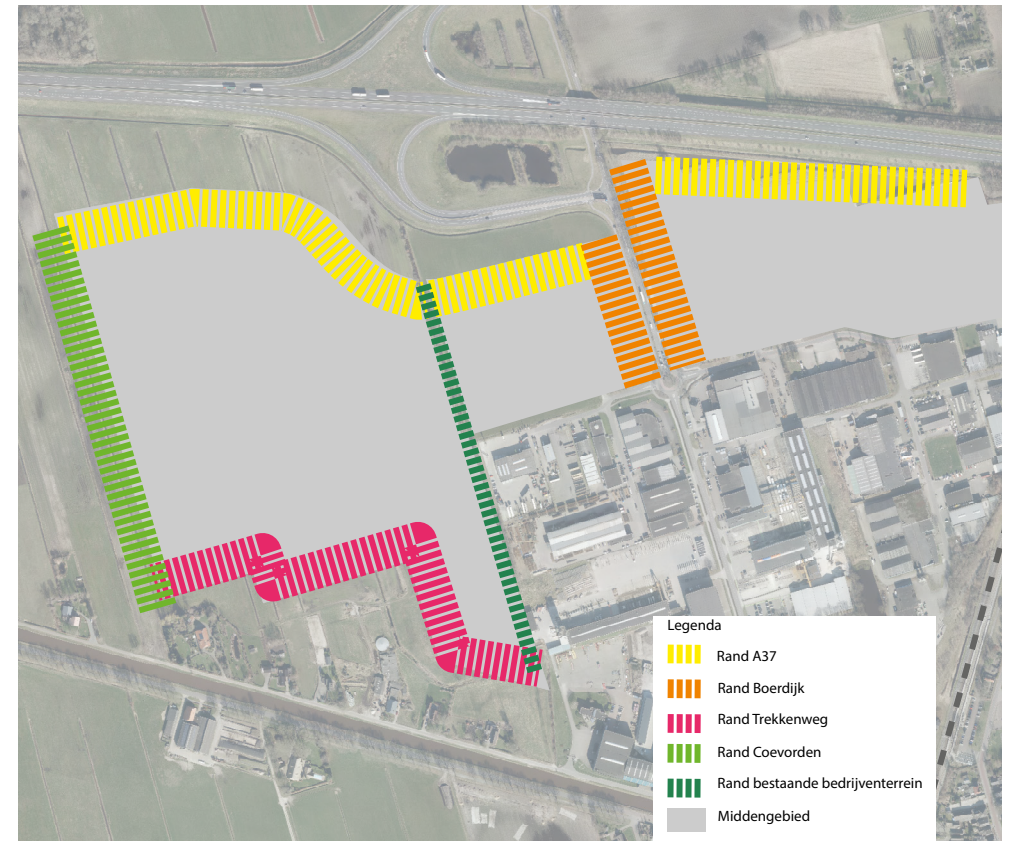 Legenda
Rand A37
Rand Boerdijk
Rand Trekkenweg
Rand Coevorden
Rand bestaande bedrijventerrein
Middengebied